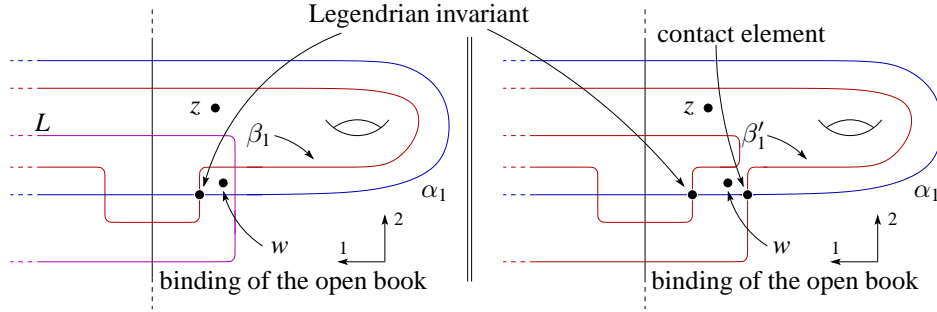 Legendrian invariant
contact element
z
L
β₁
α₁
w
1
2
binding of the open book
z
β₁′
α₁
w
1
2
binding of the open book